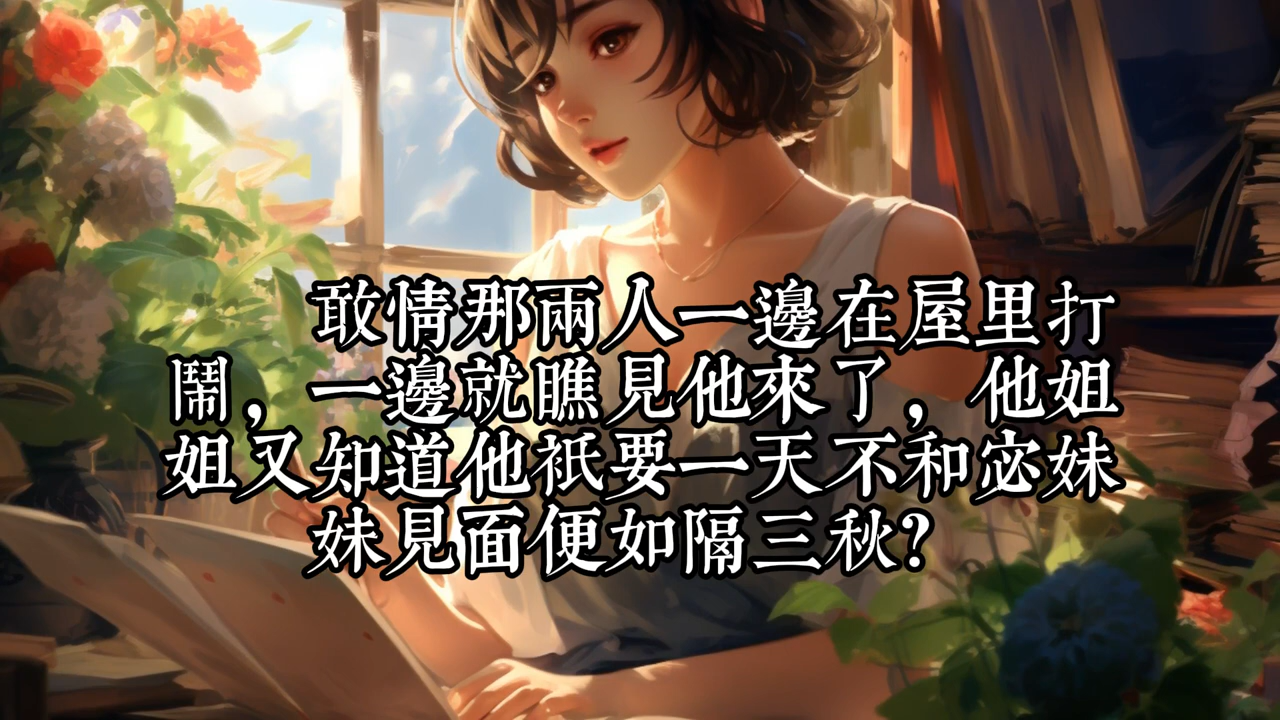 敢情那兩人一邊在屋里打
鬧，一邊就瞧見他來了，他姐
姐又知道他衹要一天不和宓妹
妹見面便如隔三秋？